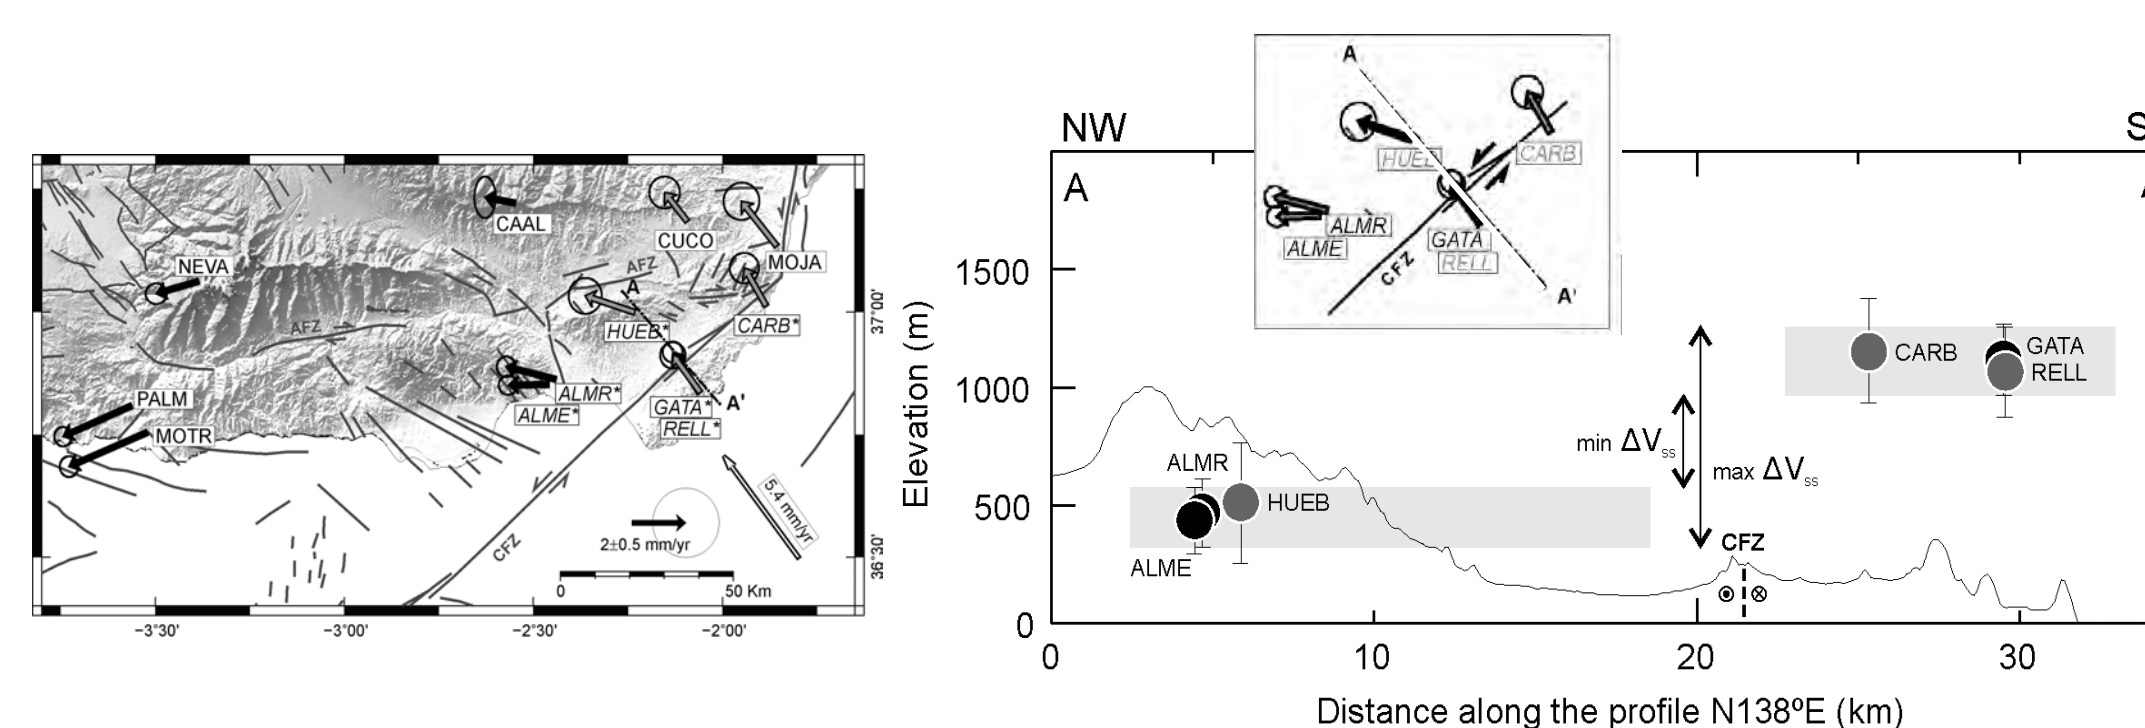 CAAL
CUCO
MOJA
NEVA
AFZ
A
HUEB*
CARB*
AFZ
PALM
MOTR
ALMR*
ALME*
GATA*
RELL*
A'
5.4 mm/yr
2±0.5 mm/yr
CFZ
0 50 Km
37°00'
36°30'
−3°30' −3°00' −2°30' −2°00'
NW
A
A
HUEB
CARB
ALMR
ALME
GATA
RELL
CFZ
A'
Elevation (m)
1500
1000
500
0
CARB
GATA
RELL
min ΔVss
max ΔVss
ALMR
HUEB
ALME
CFZ
0 10 20 30
Distance along the profile N138ºE (km)